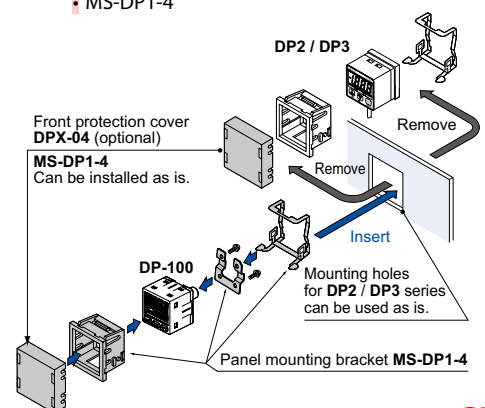 • MS-DP1-4
DP2 / DP3
Front protection cover
DPX-04 (optional)
MS-DP1-4
Can be installed as is.
Remove
Remove
Insert
DP-100
Mounting holes
for DP2 / DP3 series
can be used as is.
Panel mounting bracket MS-DP1-4